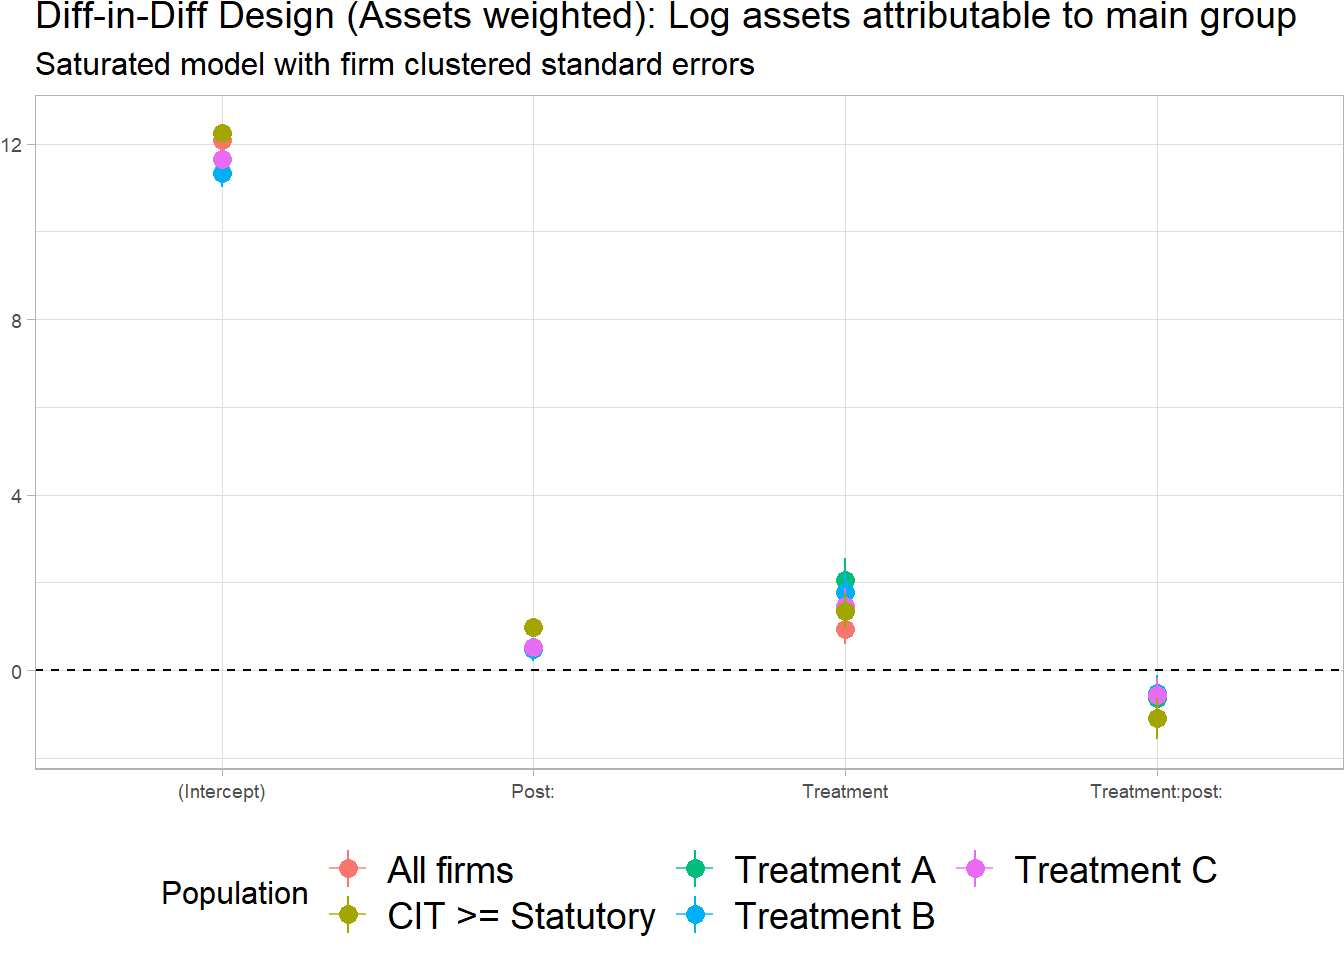 Diff-in-Diff Design (Assets weighted): Log assets attributable to main group
Saturated model with firm clustered standard errors
12
8
4
0
(Intercept) Post: Treatment Treatment:post:
Population
All firms Treatment A Treatment C
CIT >= Statutory Treatment B